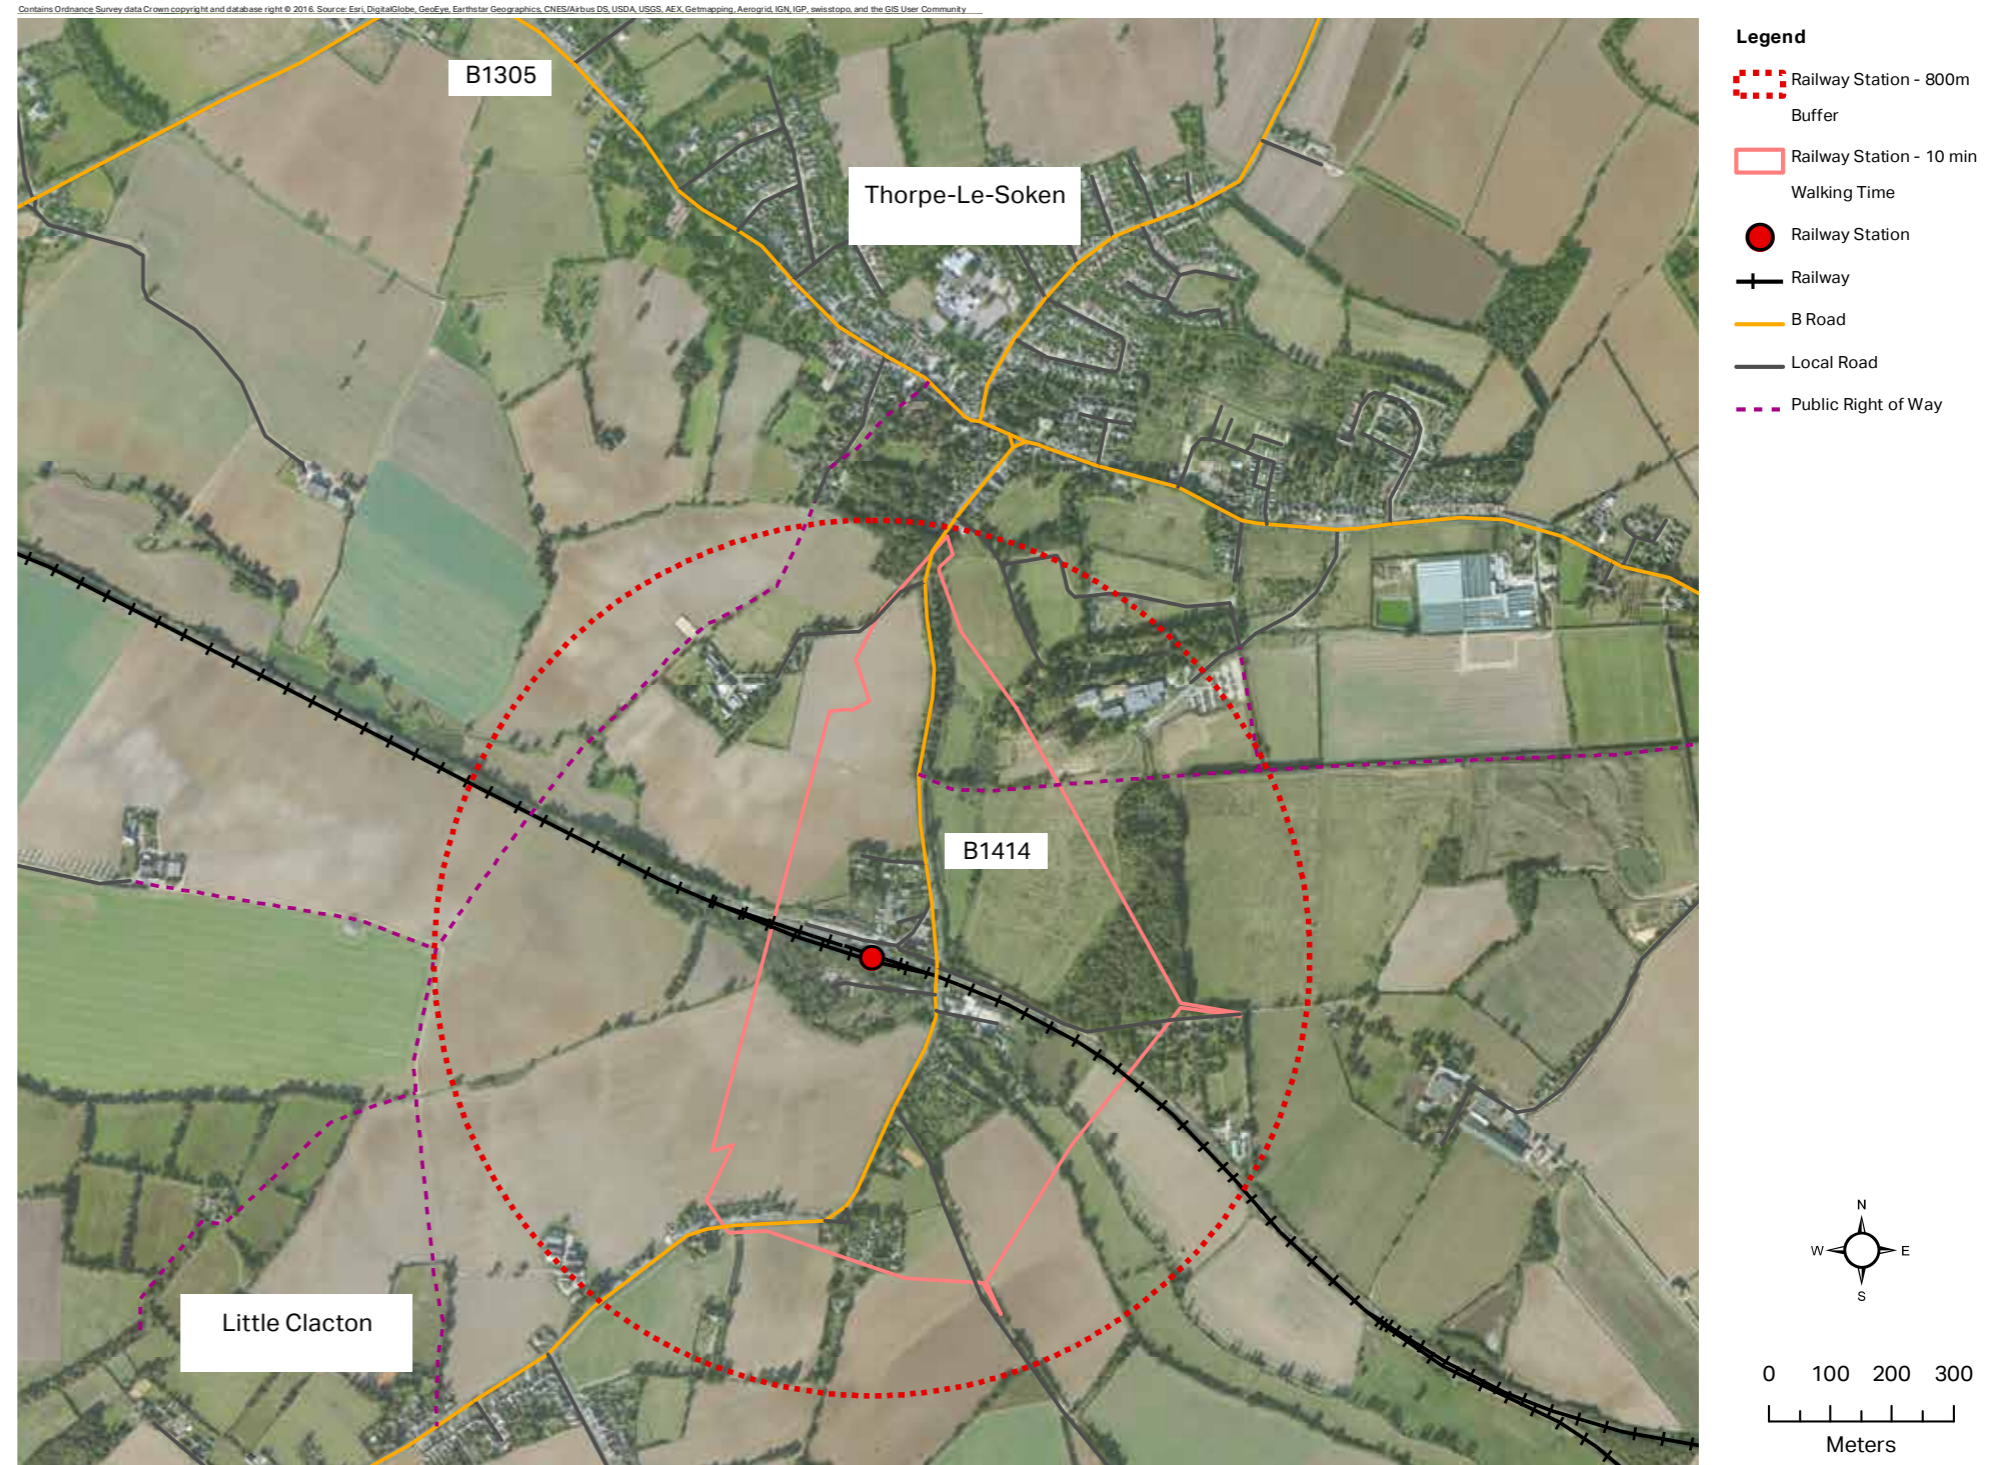 Contains Ordnance Survey data Crown copyright and database right © 2016. Source: Esri, DigitalGlobe, GeoEye, Earthstar Geographics, CNES/Airbus DS, USDA, USGS, AEX, Getmapping, Aerogrid, IGN, IGP, swisstopo, and the GIS User Community
B1305
Thorpe-Le-Soken
B1414
Little Clacton
Legend
Railway Station - 800m
Buffer
Railway Station - 10 min
Walking Time
Railway Station
Railway
B Road
Local Road
Public Right of Way
N
W
E
S
0 100 200 300
Meters